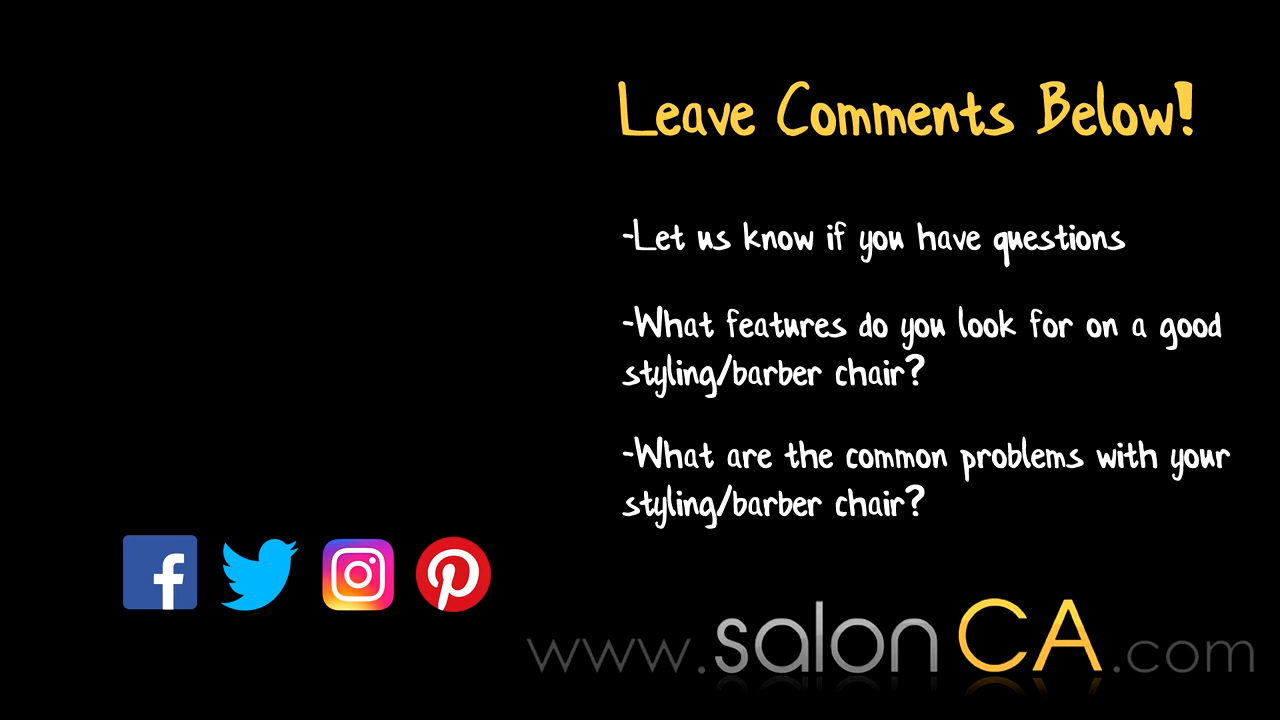 Leave Comments Below!
-Let us know if you have questions
-What features do you look for on a good
styling/barber chair?
-What are the common problems with your
styling/barber chair?
www.salonCA.com